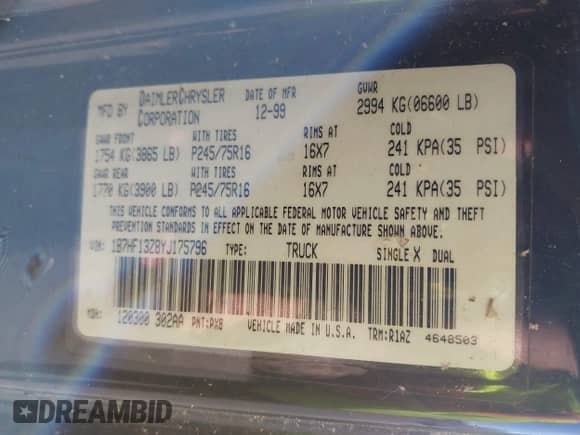 MFD BY DAIMLERCHRYSLER CORPORATION DATE OF MFR 12-99 GVWR 2994 KG(06600 LB)
GAWR FRONT WITH TIRES RIMS AT COLD
1754 KG(3865 LB) P245/75R16 16X7 241 KPA(35 PSI)
GAWR REAR WITH TIRES RIMS AT COLD
1770 KG(3900 LB) P245/75R16 16X7 241 KPA(35 PSI)
THIS VEHICLE CONFORMS TO ALL APPLICABLE FEDERAL MOTOR VEHICLE SAFETY AND THEFT
PREVENTION STANDARDS IN EFFECT ON THE DATE OF MANUFACTURE SHOWN ABOVE.
VIN: 1B7HF13Z8YJ175796 TYPE: TRUCK SINGLE X DUAL
MDH: 120300 302AA PNT:PXB VEHICLE MADE IN U.S.A. TRM:R1AZ 4648503
DREAMBID